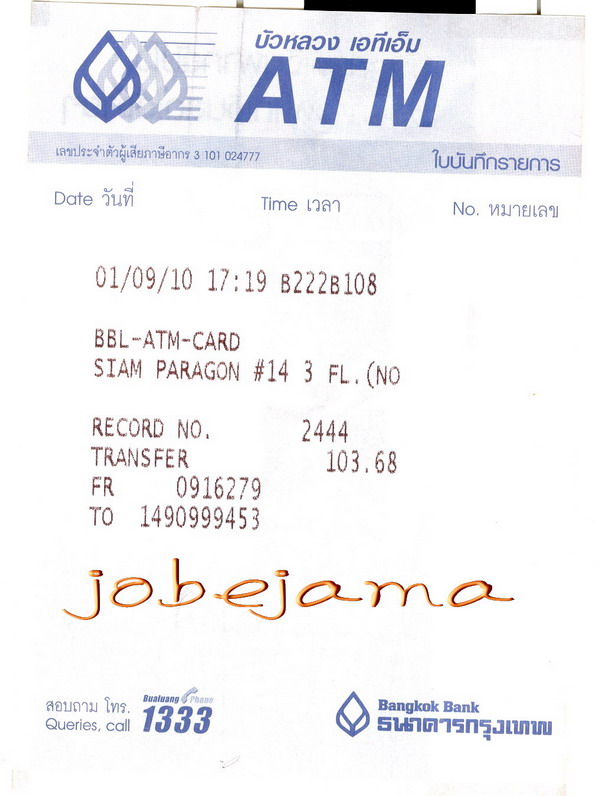 บัวหลวง เอทีเอ็ม
ATM
เลขประจำตัวผู้เสียภาษีอากร 3 101 024777
ใบบันทึกรายการ
Date วันที่ Time เวลา No. หมายเลข
01/09/10 17:19 B222B108
BBL-ATM-CARD
SIAM PARAGON #14 3 FL.(NO
RECORD NO. 2444
TRANSFER 103.68
FR 0916279
TO 1490999453
jobejama
สอบถาม โทร. Bualuang Phone
Queries, call 1333
Bangkok Bank
ธนาคารกรุงเทพ